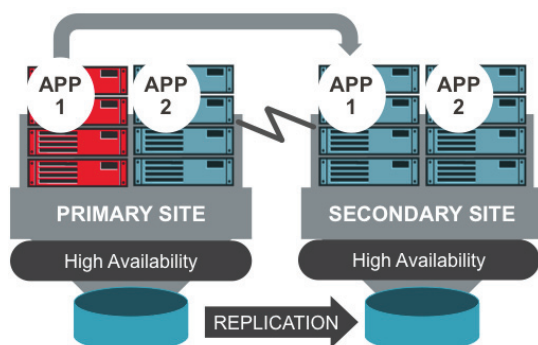 APP
1
APP
2
APP
1
APP
2
PRIMARY SITE
SECONDARY SITE
High Availability
High Availability
REPLICATION